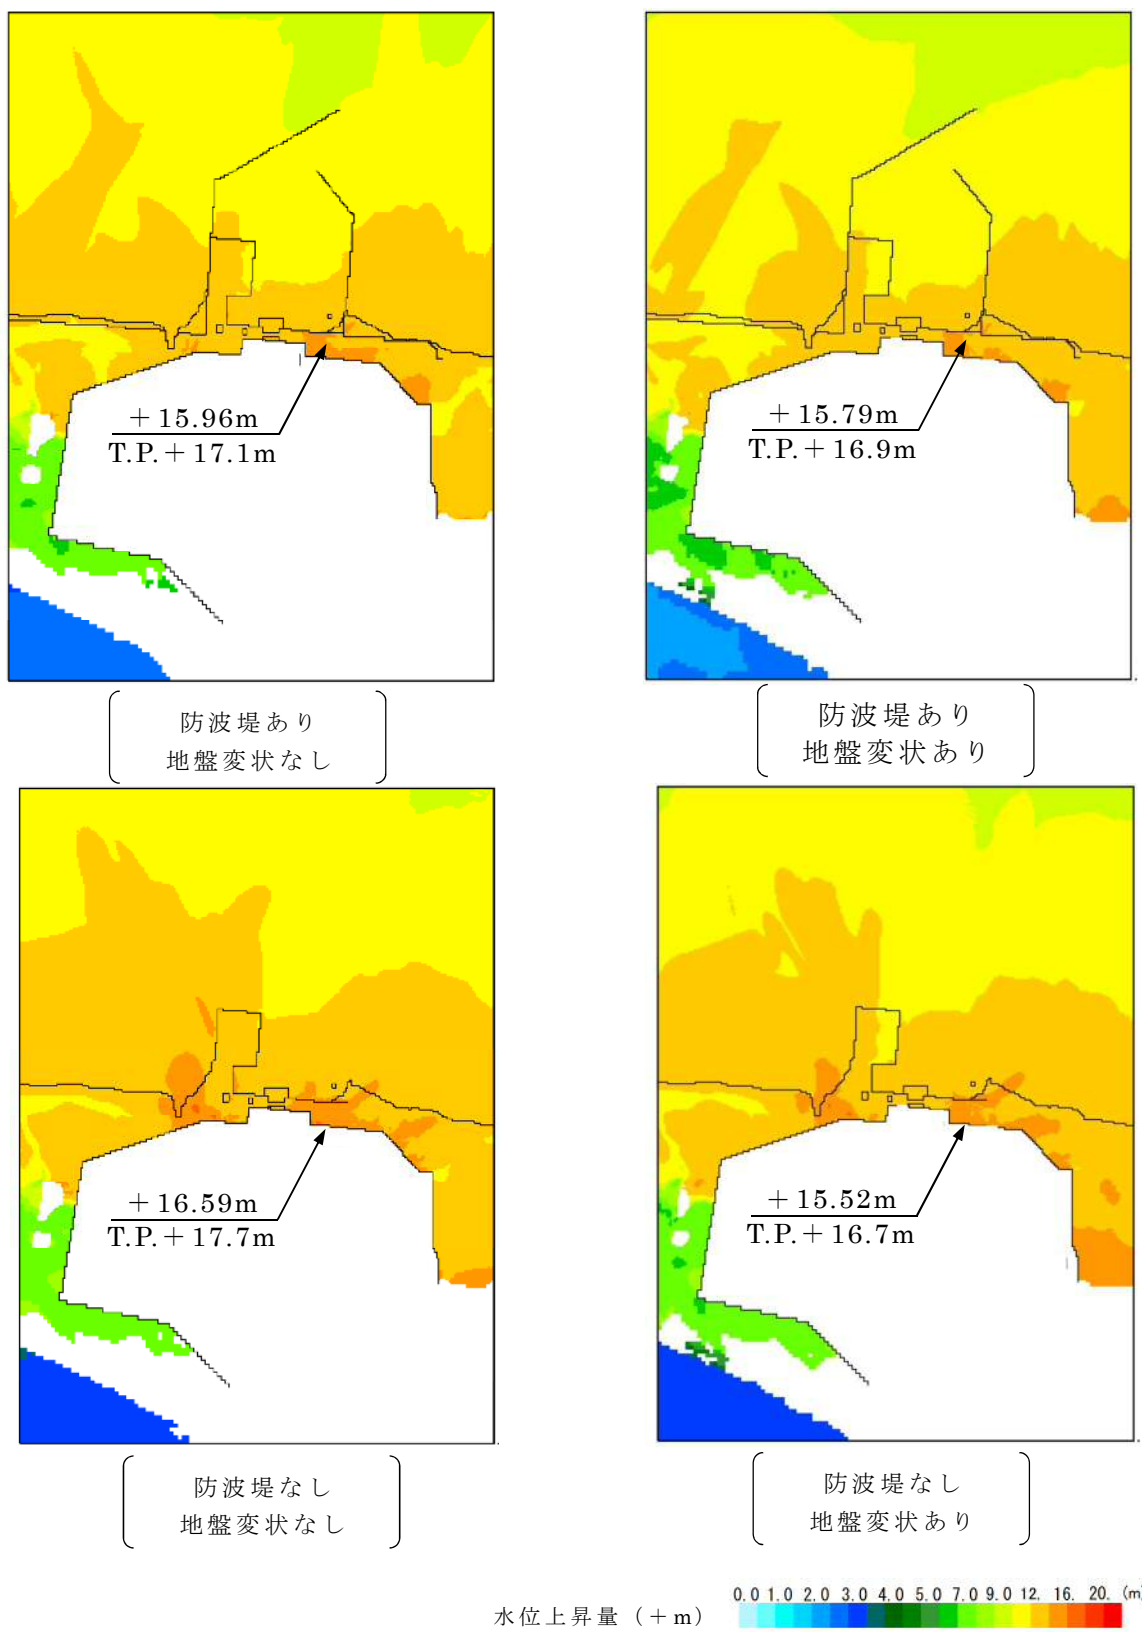 +15.96m
T.P.+17.1m
+15.79m
T.P.+16.9m
防波堤あり
地盤変状なし
防波堤あり
地盤変状あり
+16.59m
T.P.+17.7m
+15.52m
T.P.+16.7m
防波堤なし
地盤変状なし
防波堤なし
地盤変状あり
0.0 1.0 2.0 3.0 4.0 5.0 7.0 9.0 12. 16. 20. (m)
水位上昇量（+m）